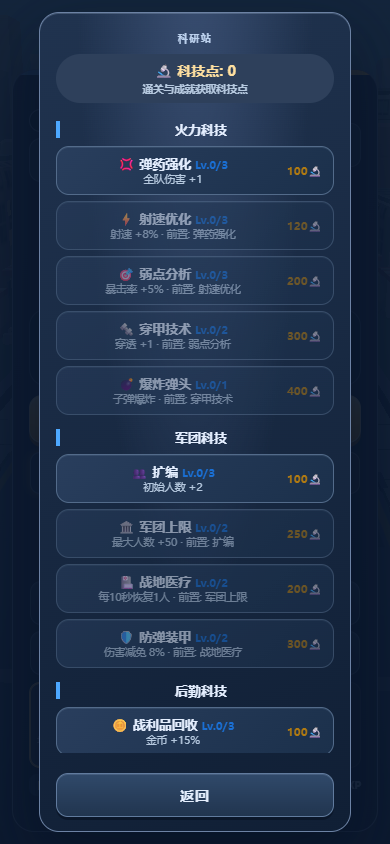 科研站
科技点: 0
通关与成就获取科技点
火力科技
弹药强化 Lv.0/3
全队伤害 +1
100
射速优化 Lv.0/3
射速 +8% · 前置: 弹药强化
120
弱点分析 Lv.0/3
暴击率 +5% · 前置: 射速优化
200
穿甲技术 Lv.0/2
穿透 +1 · 前置: 弱点分析
300
爆炸弹头 Lv.0/1
子弹爆炸 · 前置: 穿甲技术
400
军团科技
扩编 Lv.0/3
初始人数 +2
100
军团上限 Lv.0/2
最大人数 +50 · 前置: 扩编
250
战地医疗 Lv.0/2
每10秒恢复1人 · 前置: 军团上限
200
防弹装甲 Lv.0/2
伤害减免 8% · 前置: 战地医疗
300
后勤科技
战利品回收 Lv.0/3
金币 +15%
100
返回